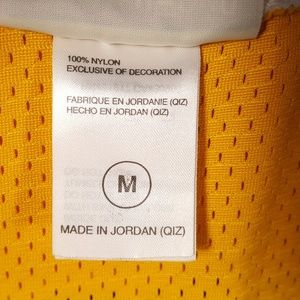 100% NYLON
EXCLUSIVE OF DECORATION
FABRIQUE EN JORDANIE (QIZ)
HECHO EN JORDAN (QIZ)
M
MADE IN JORDAN (QIZ)